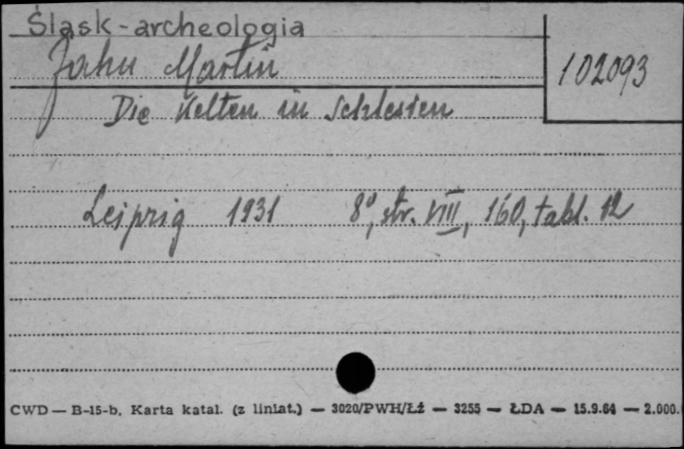 Śląsk - archeologia
Jahn Martin
102093
Die Kelten in Schlesien
Leipzig 1931 8°, str. VIII, 160, tabl. 12
CWD — B-15-b. Karta katal. (z liniat.) — 3020/PWH/Łź — 3255 — ŁDA — 15.9.64 — 2.000.